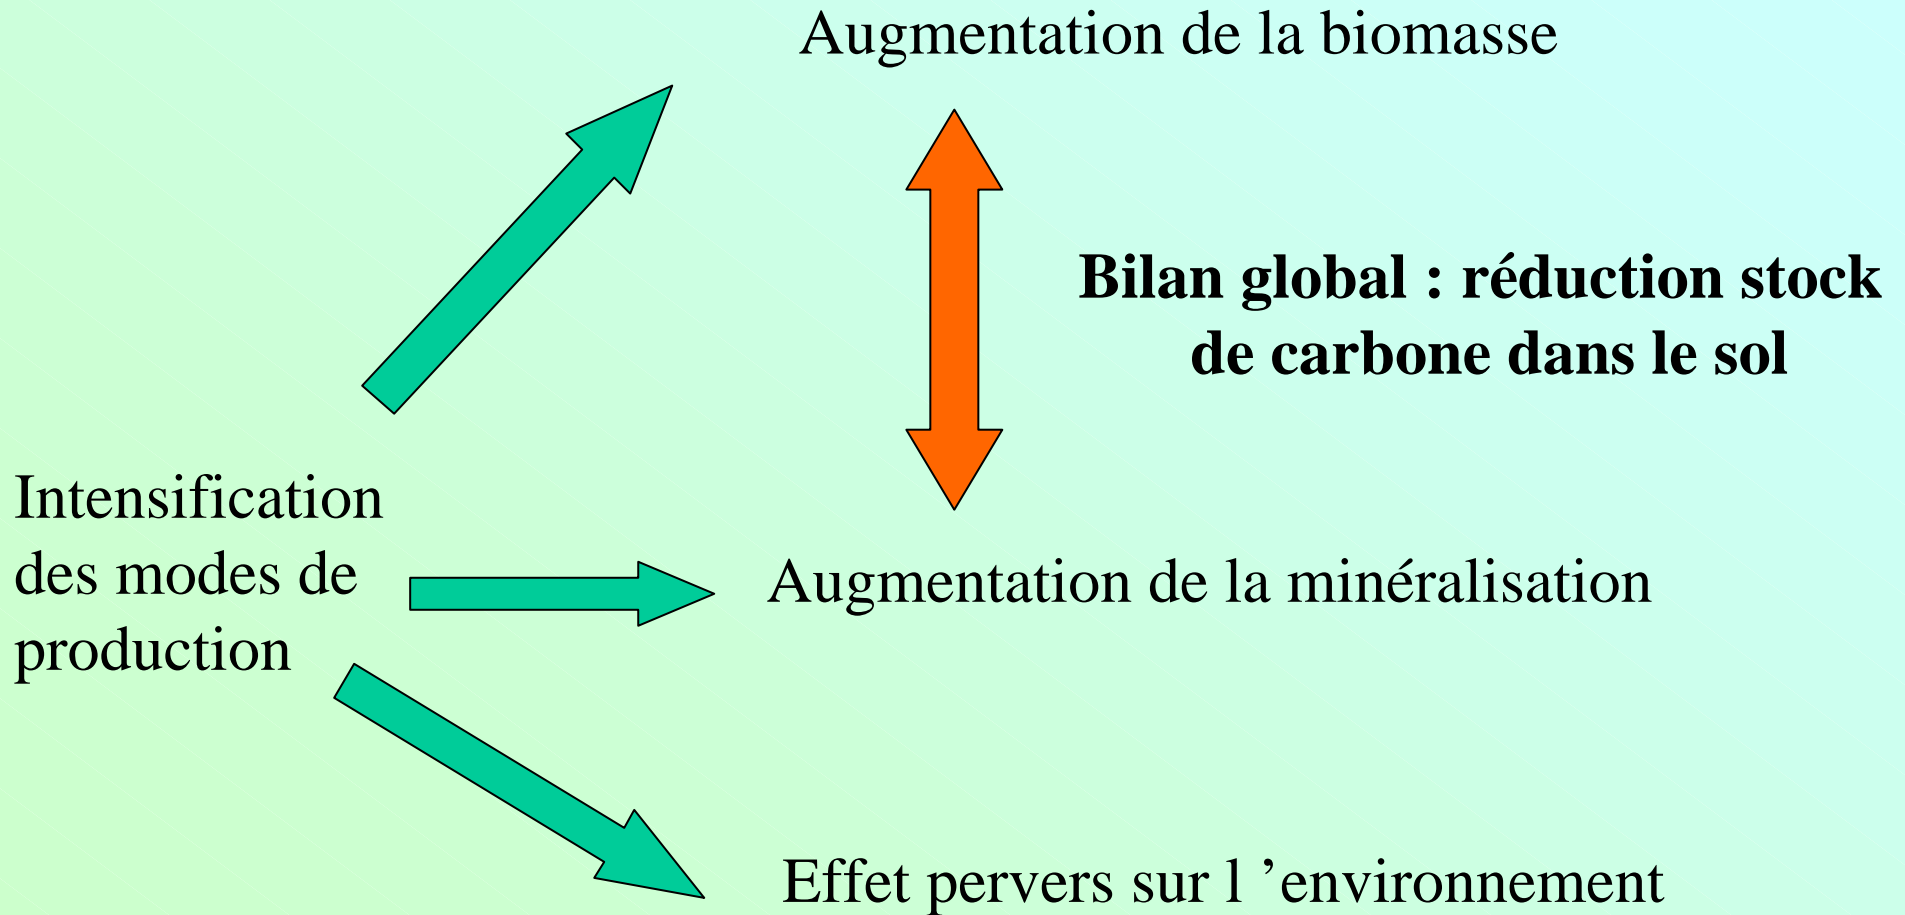 Augmentation de la biomasse
Bilan global : réduction stock
de carbone dans le sol
Intensification
des modes de
production
Augmentation de la minéralisation
Effet pervers sur l ’environnement